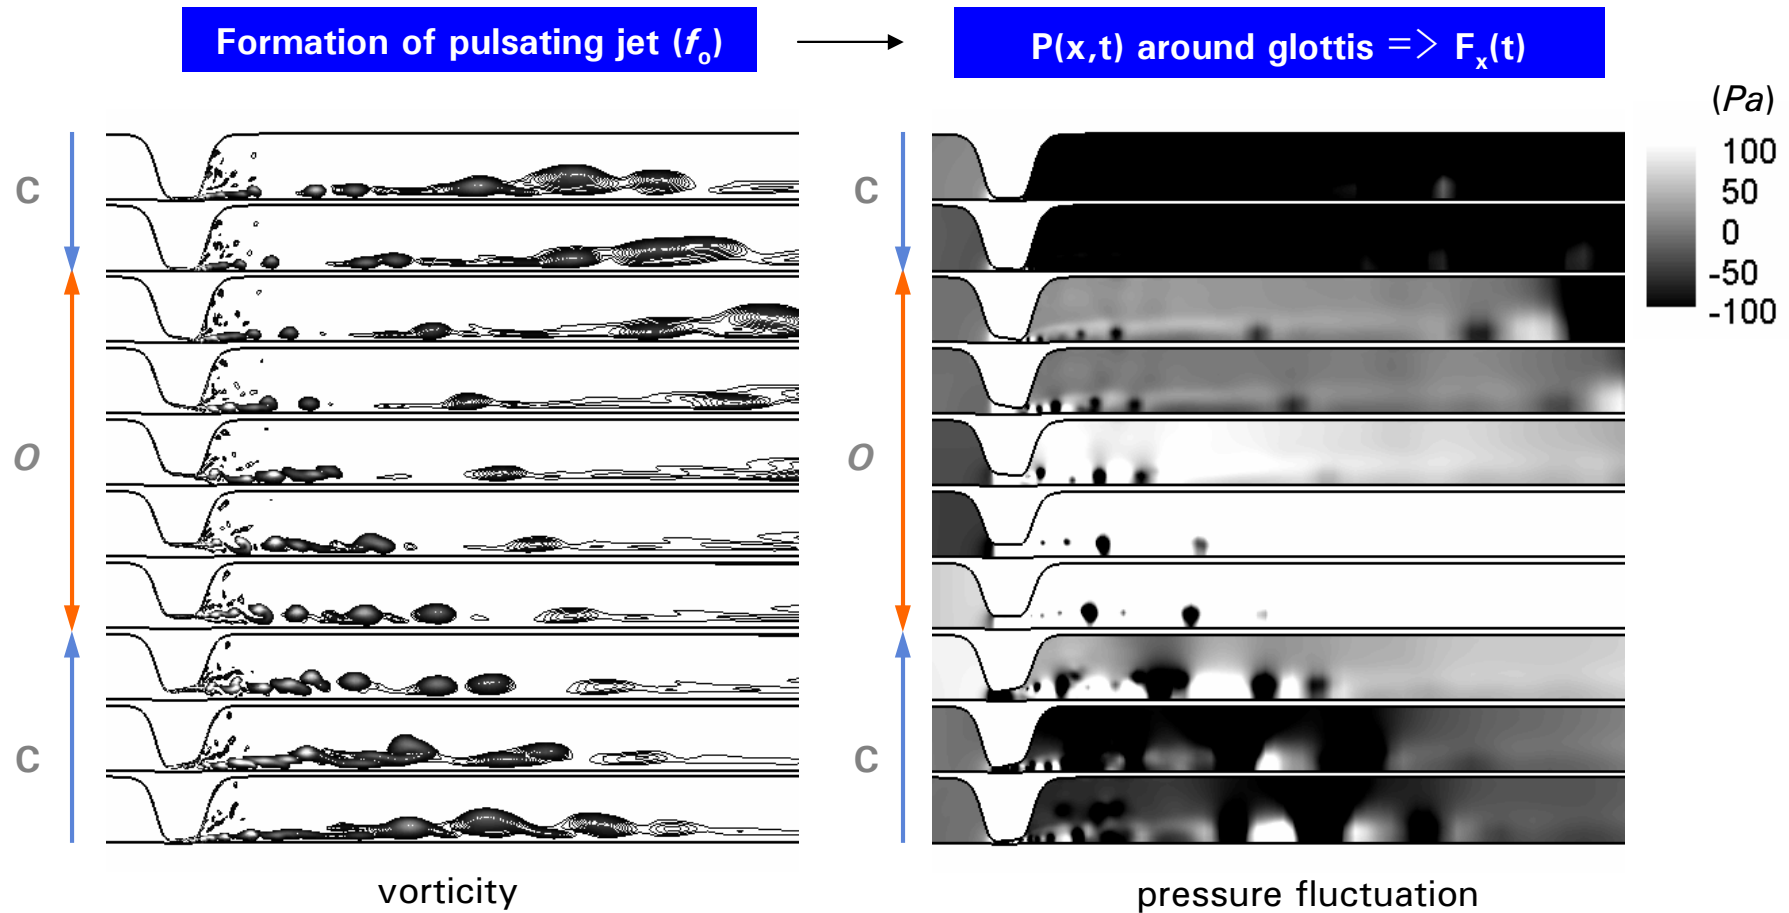 Formation of pulsating jet (fo)
P(x,t) around glottis => Fx(t)
(Pa)
100
50
0
-50
-100
C
O
C
C
O
C
vorticity
pressure fluctuation